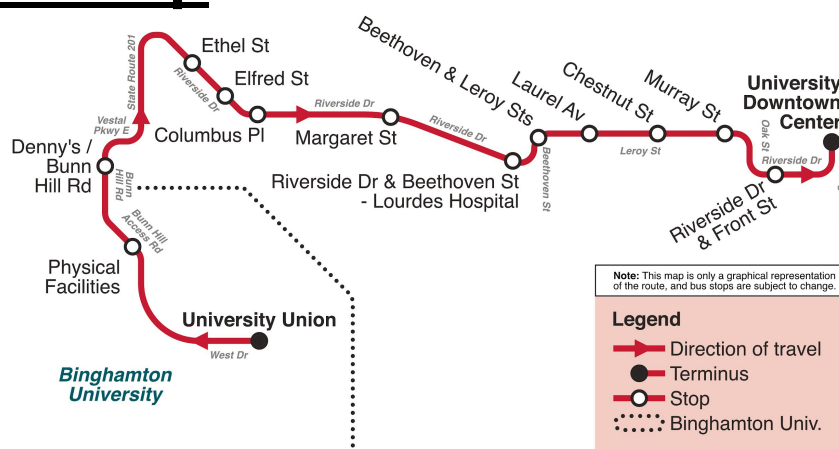 Ethel St
Elfred St
State Route 201
Riverside Dr
Vestal
Pkwy E
Columbus Pl
Riverside Dr
Margaret St
Riverside Dr
Beethoven & Leroy Sts
Laurel Av
Chestnut St
Murray St
University
Downtown
Center
Leroy St
Beethoven St
Oak St
Riverside Dr
Riverside Dr
& Front St
Riverside Dr & Beethoven St
- Lourdes Hospital
Denny's /
Bunn
Hill Rd
Bunn
Hill Rd
Bunn Hill
Access Rd
Physical
Facilities
University Union
West Dr
Binghamton
University
Note: This map is only a graphical representation
of the route, and bus stops are subject to change.
Legend
Direction of travel
Terminus
Stop
Binghamton Univ.